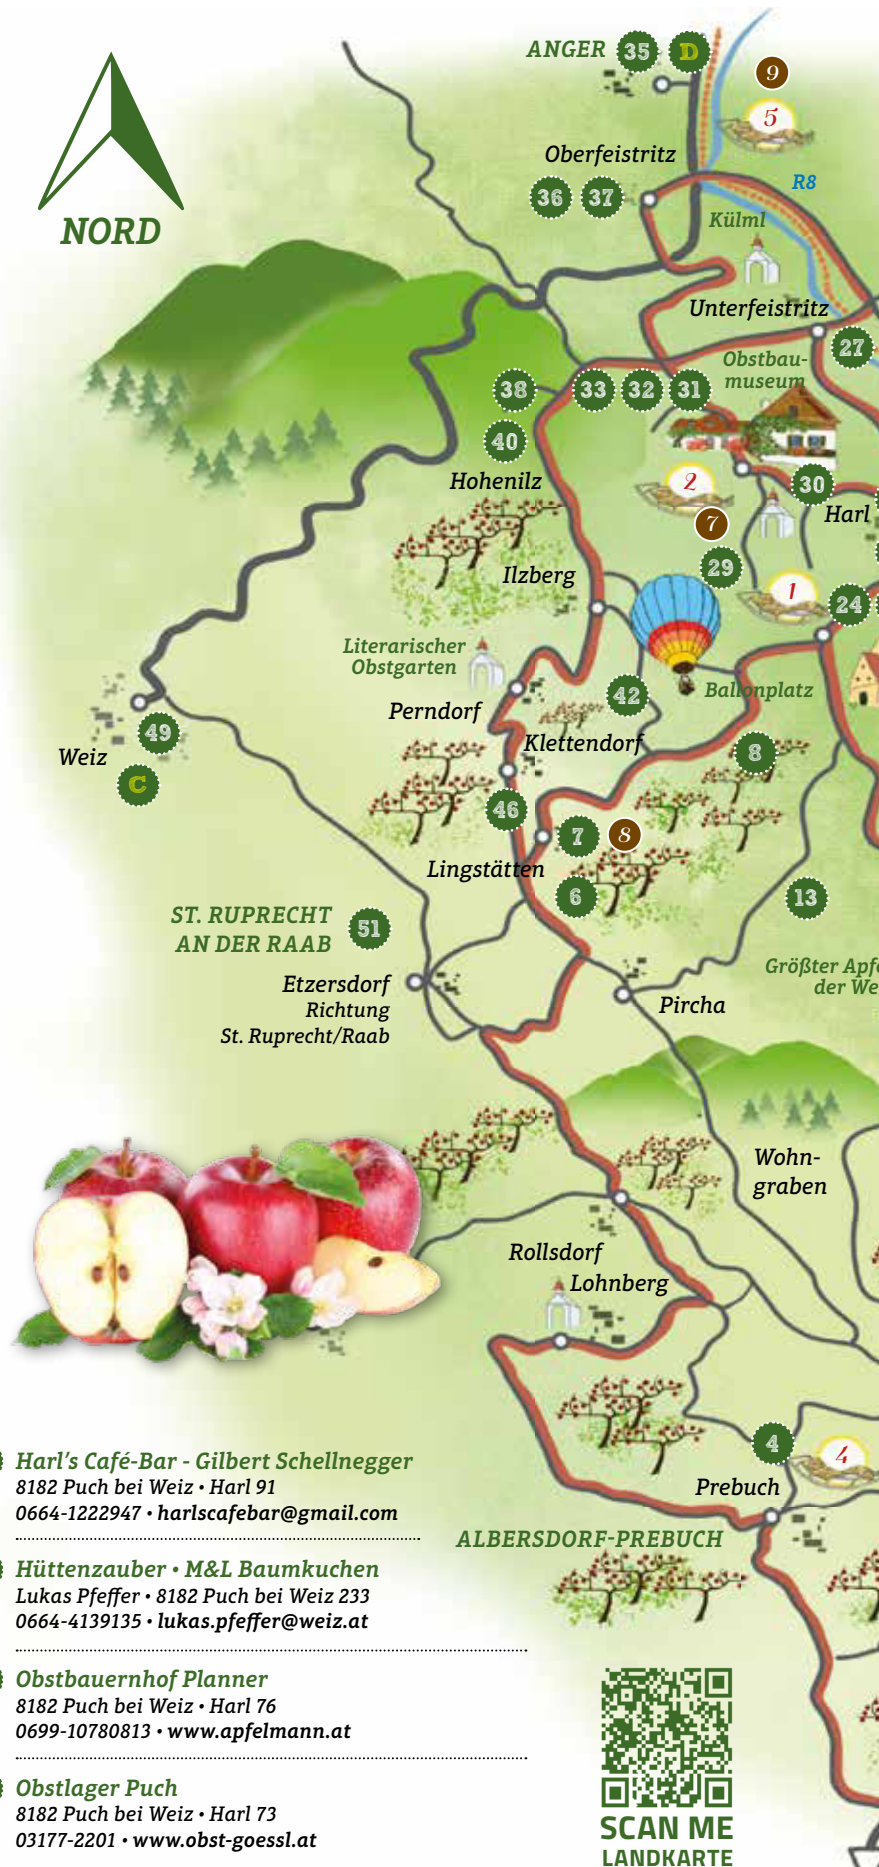 ANGER 35 D
9
5
Oberfeistritz
36 37
R8
NORD
Külml
Unterfeistritz
27
Obstbau-
museum
38 33 32 31
40
Hohenilz
2
30
7
Harl
29
Ilzberg
1
24
Literarischer
Obstgarten
42
Ballonplatz
Perndorf
49
Klettendorf
8
Weiz
C
46
7 8
Lingstätten
6
13
ST. RUPRECHT
AN DER RAAB
51
Größter Apfe
der We
Etzersdorf
Richtung
St. Ruprecht/Raab
Pircha
Wohn-
graben
Rollsdorf
Lohnberg
4
4
Prebuch
ALBERSDORF-PREBUCH
Harl's Café-Bar - Gilbert Schellnegger
8182 Puch bei Weiz • Harl 91
0664-1222947 • harlscafebar@gmail.com
Hüttenzauber • M&L Baumkuchen
Lukas Pfeffer • 8182 Puch bei Weiz 233
0664-4139135 • lukas.pfeffer@weiz.at
Obstbauernhof Planner
8182 Puch bei Weiz • Harl 76
0699-10780813 • www.apfelmann.at
Obstlager Puch
8182 Puch bei Weiz • Harl 73
03177-2201 • www.obst-goessl.at
SCAN ME
LANDKARTE